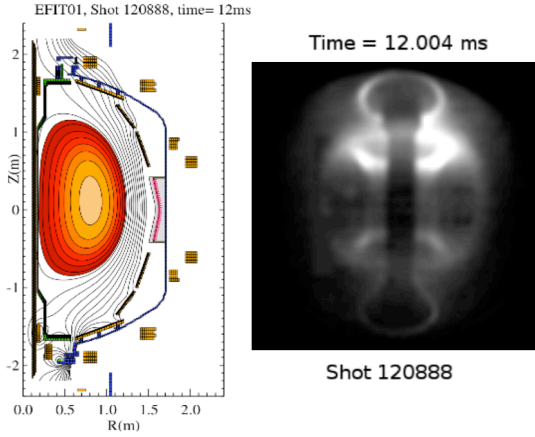 EFIT01, Shot 120888, time= 12ms
Time = 12.004 ms
2
1
0
-1
-2
Z(m)
0.0 0.5 1.0 1.5 2.0
R(m)
Shot 120888